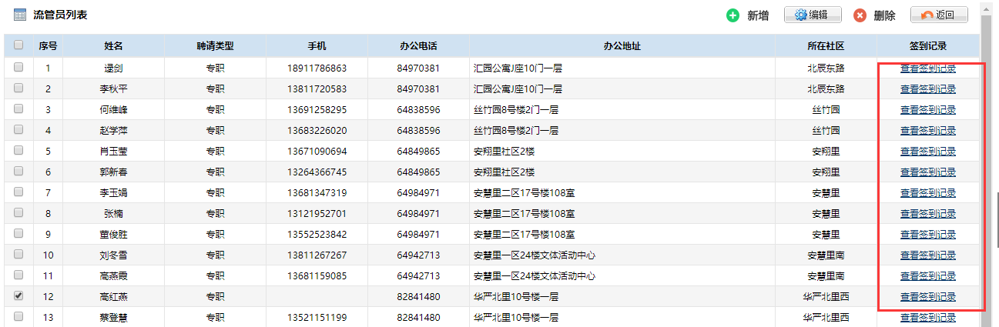 流管员列表 新增 编辑 删除 返回
序号 姓名 聘请类型 手机 办公电话 办公地址 所在社区 签到记录
1 逯剑 专职 18911786863 84970381 汇园公寓J座10门一层 北辰东路 查看签到记录
2 李秋平 专职 13811720583 84970381 汇园公寓J座10门一层 北辰东路 查看签到记录
3 何维峰 专职 13691258295 64838596 丝竹园8号楼2门一层 丝竹园 查看签到记录
4 赵学萍 专职 13683226020 64838596 丝竹园8号楼2门一层 丝竹园 查看签到记录
5 肖玉莹 专职 13671090694 64849865 安翔里社区2楼 安翔里 查看签到记录
6 郭新春 专职 13264366745 64849865 安翔里社区2楼 安翔里 查看签到记录
7 李玉娟 专职 13681347319 64984971 安慧里二区17号楼108室 安慧里 查看签到记录
8 张楠 专职 13121952701 64984971 安慧里二区17号楼108室 安慧里 查看签到记录
9 董俊胜 专职 13552523842 64984971 安慧里二区17号楼108室 安慧里 查看签到记录
10 刘冬雪 专职 13811267267 64942713 安慧里一区24楼文体活动中心 安慧里南 查看签到记录
11 高燕霞 专职 13681159085 64942713 安慧里一区24楼文体活动中心 安慧里南 查看签到记录
12 高红燕 专职 82841480 华严北里10号楼一层 华严北里西 查看签到记录
13 蔡登慧 专职 13521151199 82841480 华严北里10号楼一层 华严北里西 查看签到记录